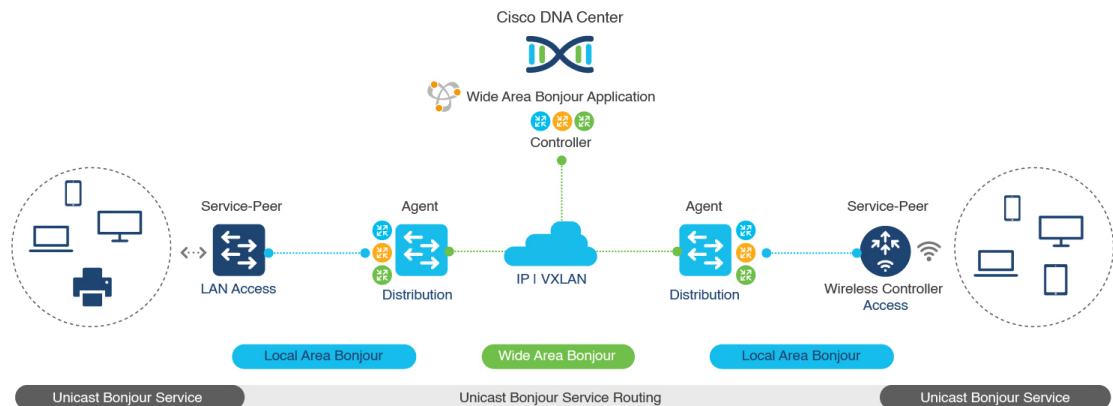 Cisco DNA Center
Wide Area Bonjour Application
Controller
Service-Peer
Agent
Agent
Service-Peer
LAN Access
Distribution
IP | VXLAN
Distribution
Wireless Controller
Access
Local Area Bonjour
Wide Area Bonjour
Local Area Bonjour
Unicast Bonjour Service
Unicast Bonjour Service Routing
Unicast Bonjour Service